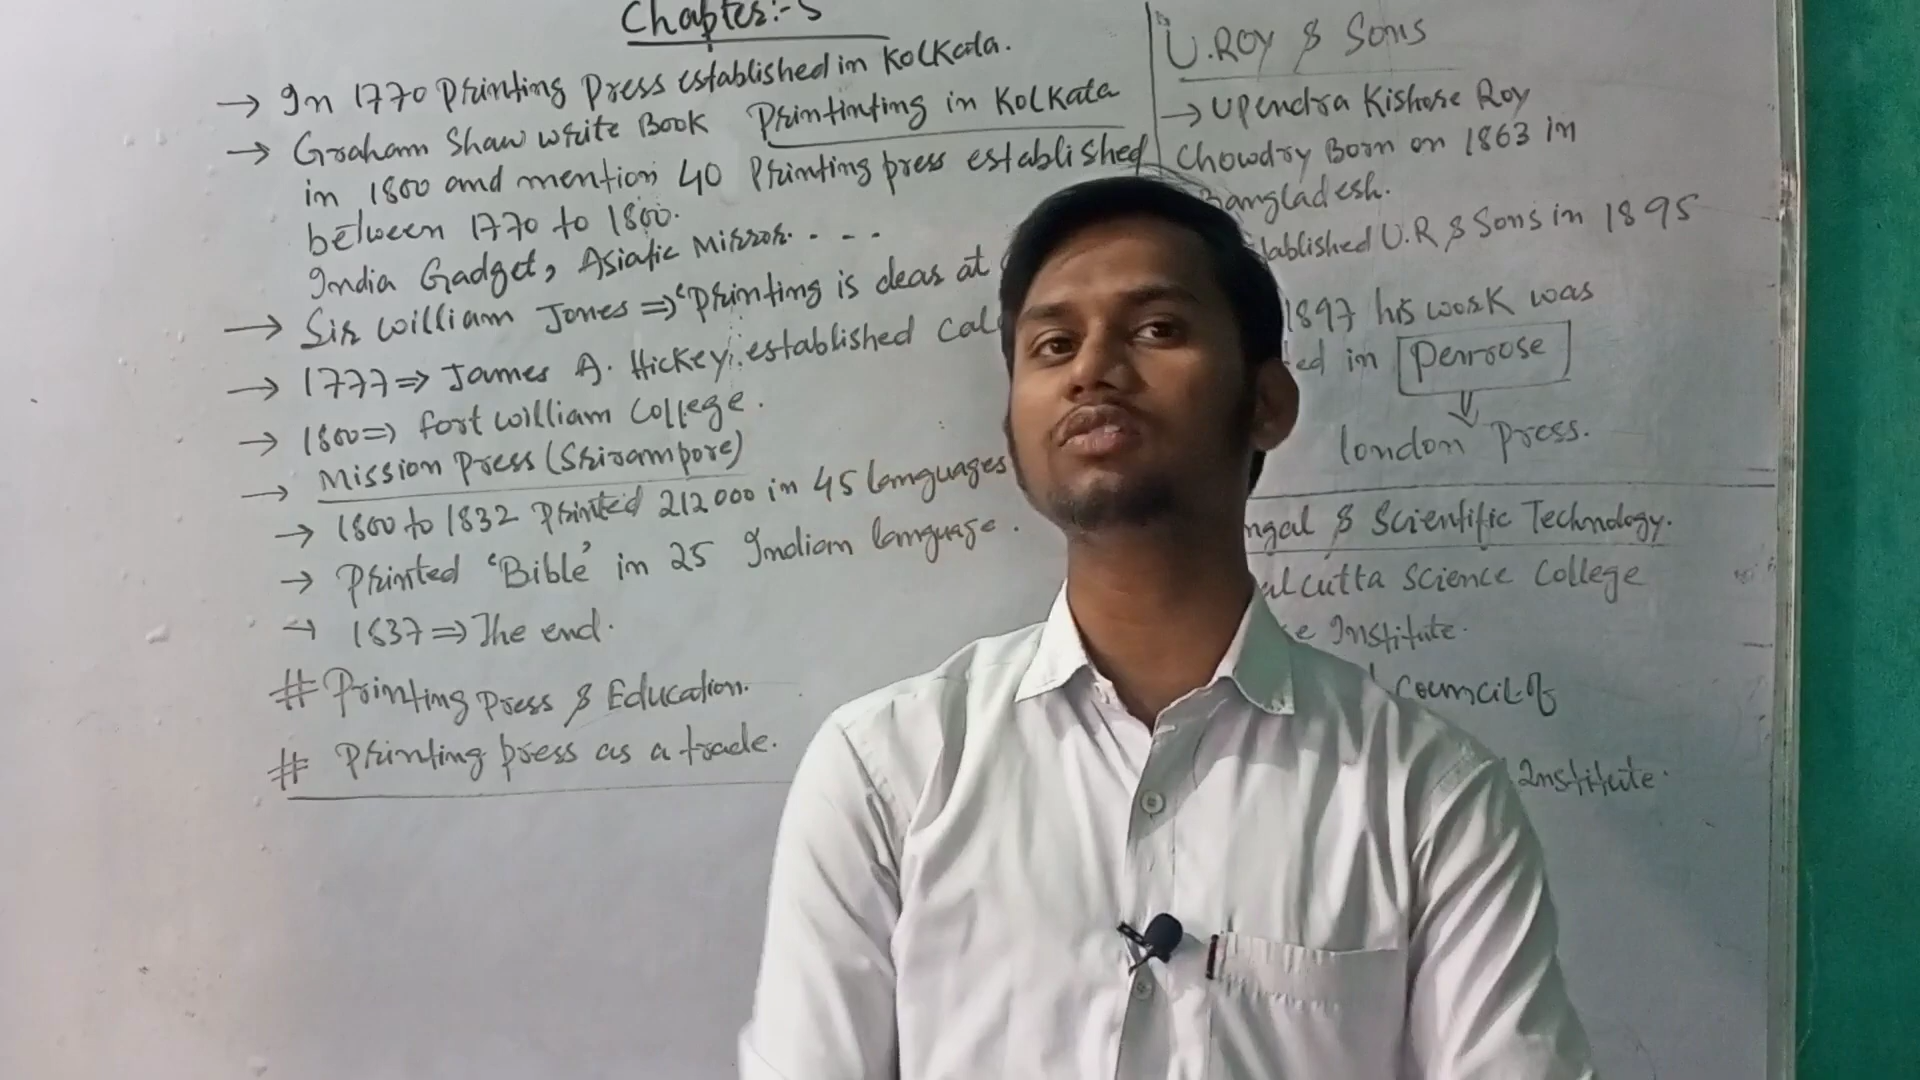 Chapter:- 5
→ In 1770 Printing Press established in Kolkata.
→ Graham Shaw write Book Printinting in Kolkata
in 1800 and mention 40 Printing press established
between 1770 to 1800.
India Gadget, Asiatic Mirror. - - -
→ Sir William Jones ⇒ "Printing is dear at
→ 1777 ⇒ James A. Hickey, established
→ 1800 ⇒ fort william College.
→ Mission Press (Srirampore)
→ 1800 to 1832 Printed 212000 in 45 languages
→ Printed 'Bible' in 25 Indian language.
→ 1837 ⇒ The end.
# Printing Press & Education.
# Printing press as a trade.
U. ROY & Sons
→ Upendra Kishore Roy
Chowdry Born on 1863 in
Bangladesh.
U.R & Sons in 1895
1897 his work was
in Penrose
↓
london Press.
& Scientific Technology.
Science College
Institute.
Council of
Institute.